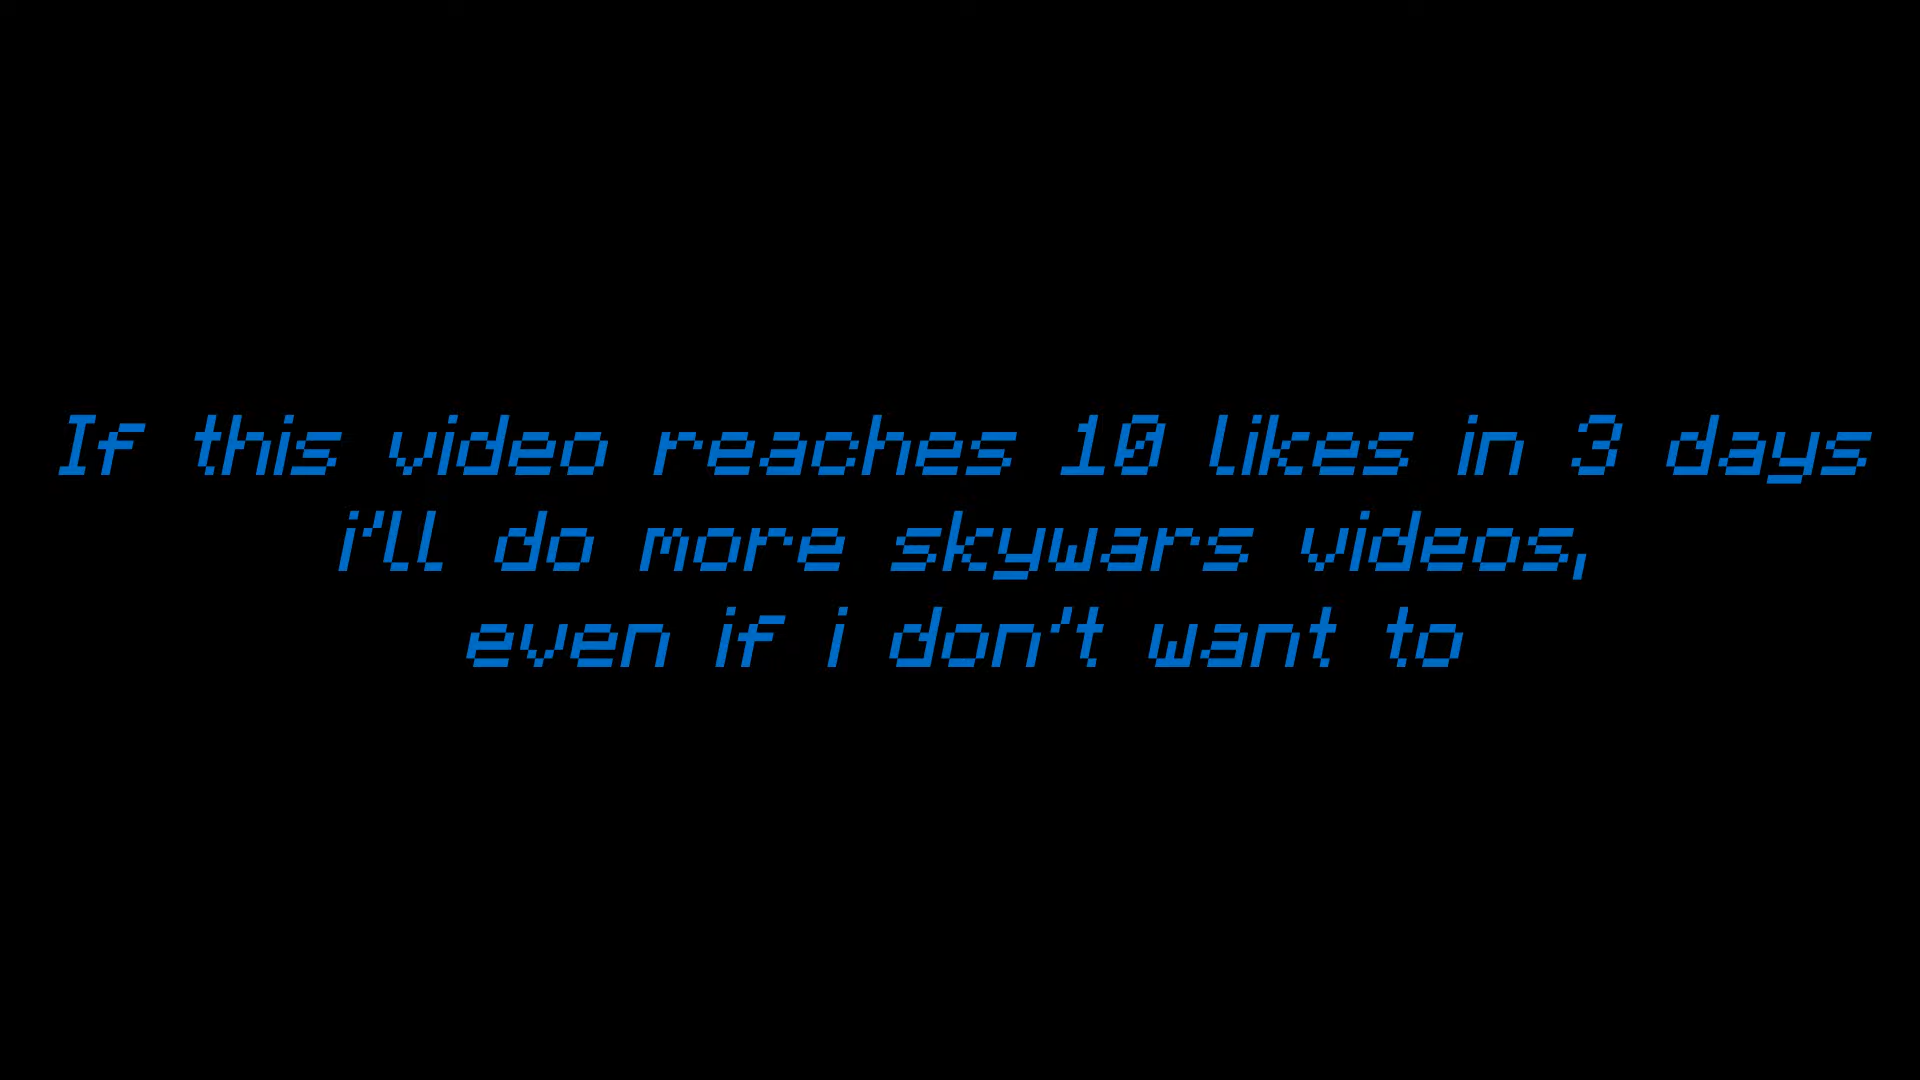 If this video reaches 10 likes in 3 days
i'll do more skywars videos,
even if i don't want to